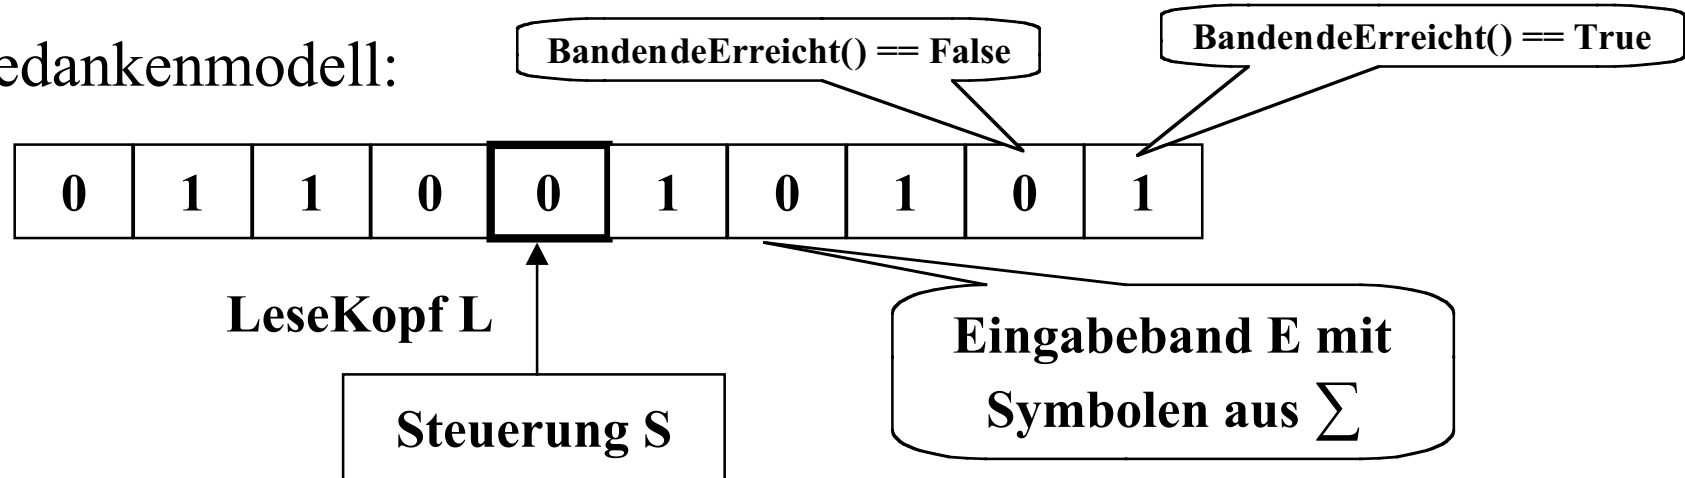 BandendeErreicht() == False
BandendeErreicht() == True
edankenmodell:
0 1 1 0 0 1 0 1 0 1
LeseKopf L
Eingabeband E mit
Symbolen aus ∑
Steuerung S